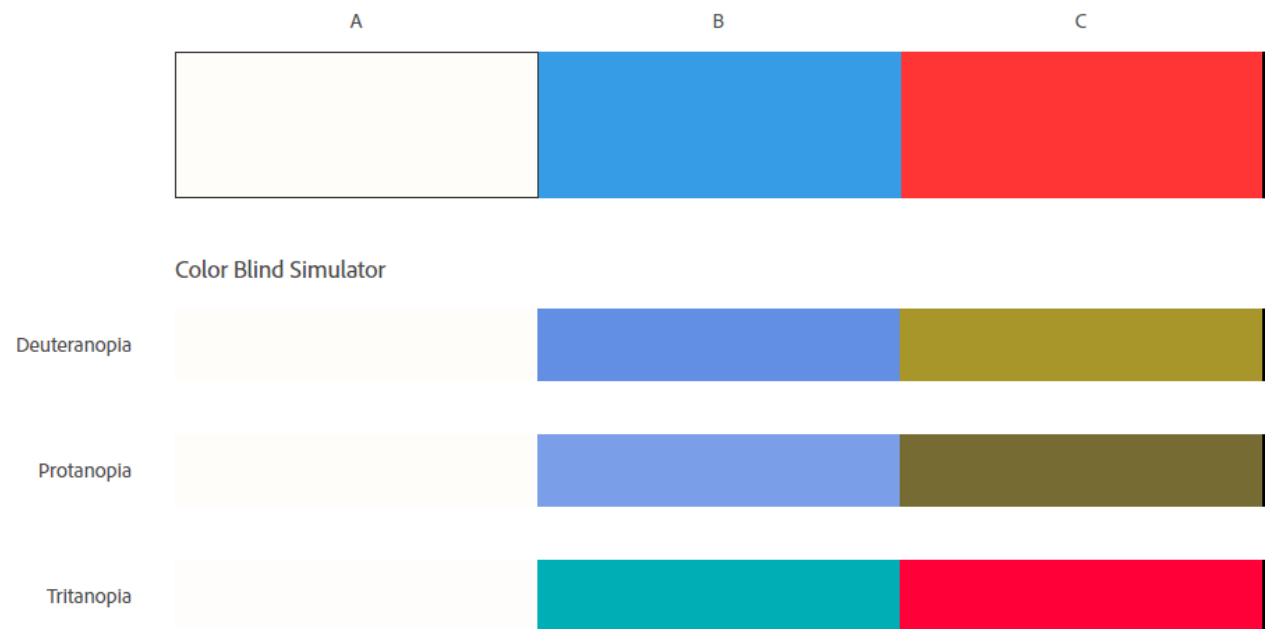 A B C
Color Blind Simulator
Deuteranopia
Protanopia
Tritanopia